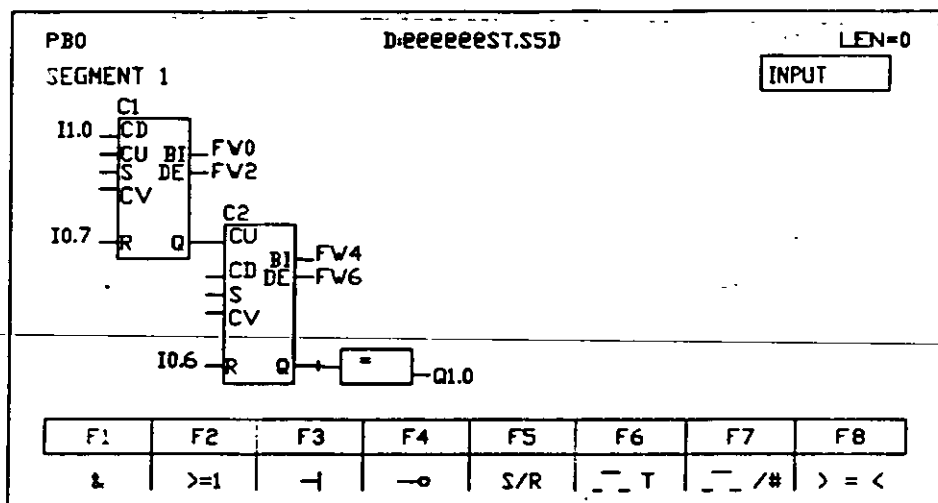 PB0 D:@@@@@@ST.S5D LEN=0
SEGMENT 1 INPUT
C1
I1.0 CD
CU BI FW0
S DE FW2
CV
C2
I0.7 R Q CU
BI FW4
CD DE FW6
S
CV
I0.6 R Q = Q1.0
F1 F2 F3 F4 F5 F6 F7 F8
& >=1 S/R T /# > = <